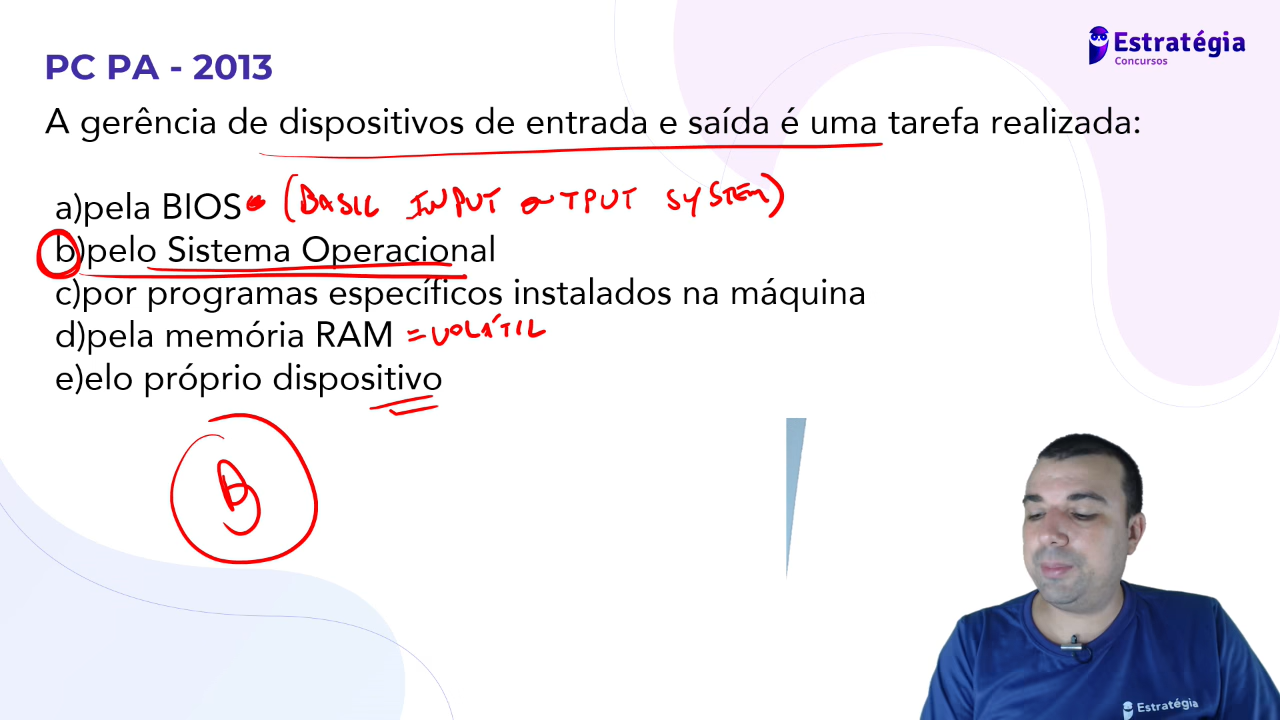 Estratégia
Concursos
PC PA - 2013
A gerência de dispositivos de entrada e saída é uma tarefa realizada:
a)pela BIOS (BASIC INPUT OUTPUT SYSTEM)
b)pelo Sistema Operacional
c)por programas específicos instalados na máquina
d)pela memória RAM = VOLÁTIL
e)elo próprio dispositivo
B
Estratégia